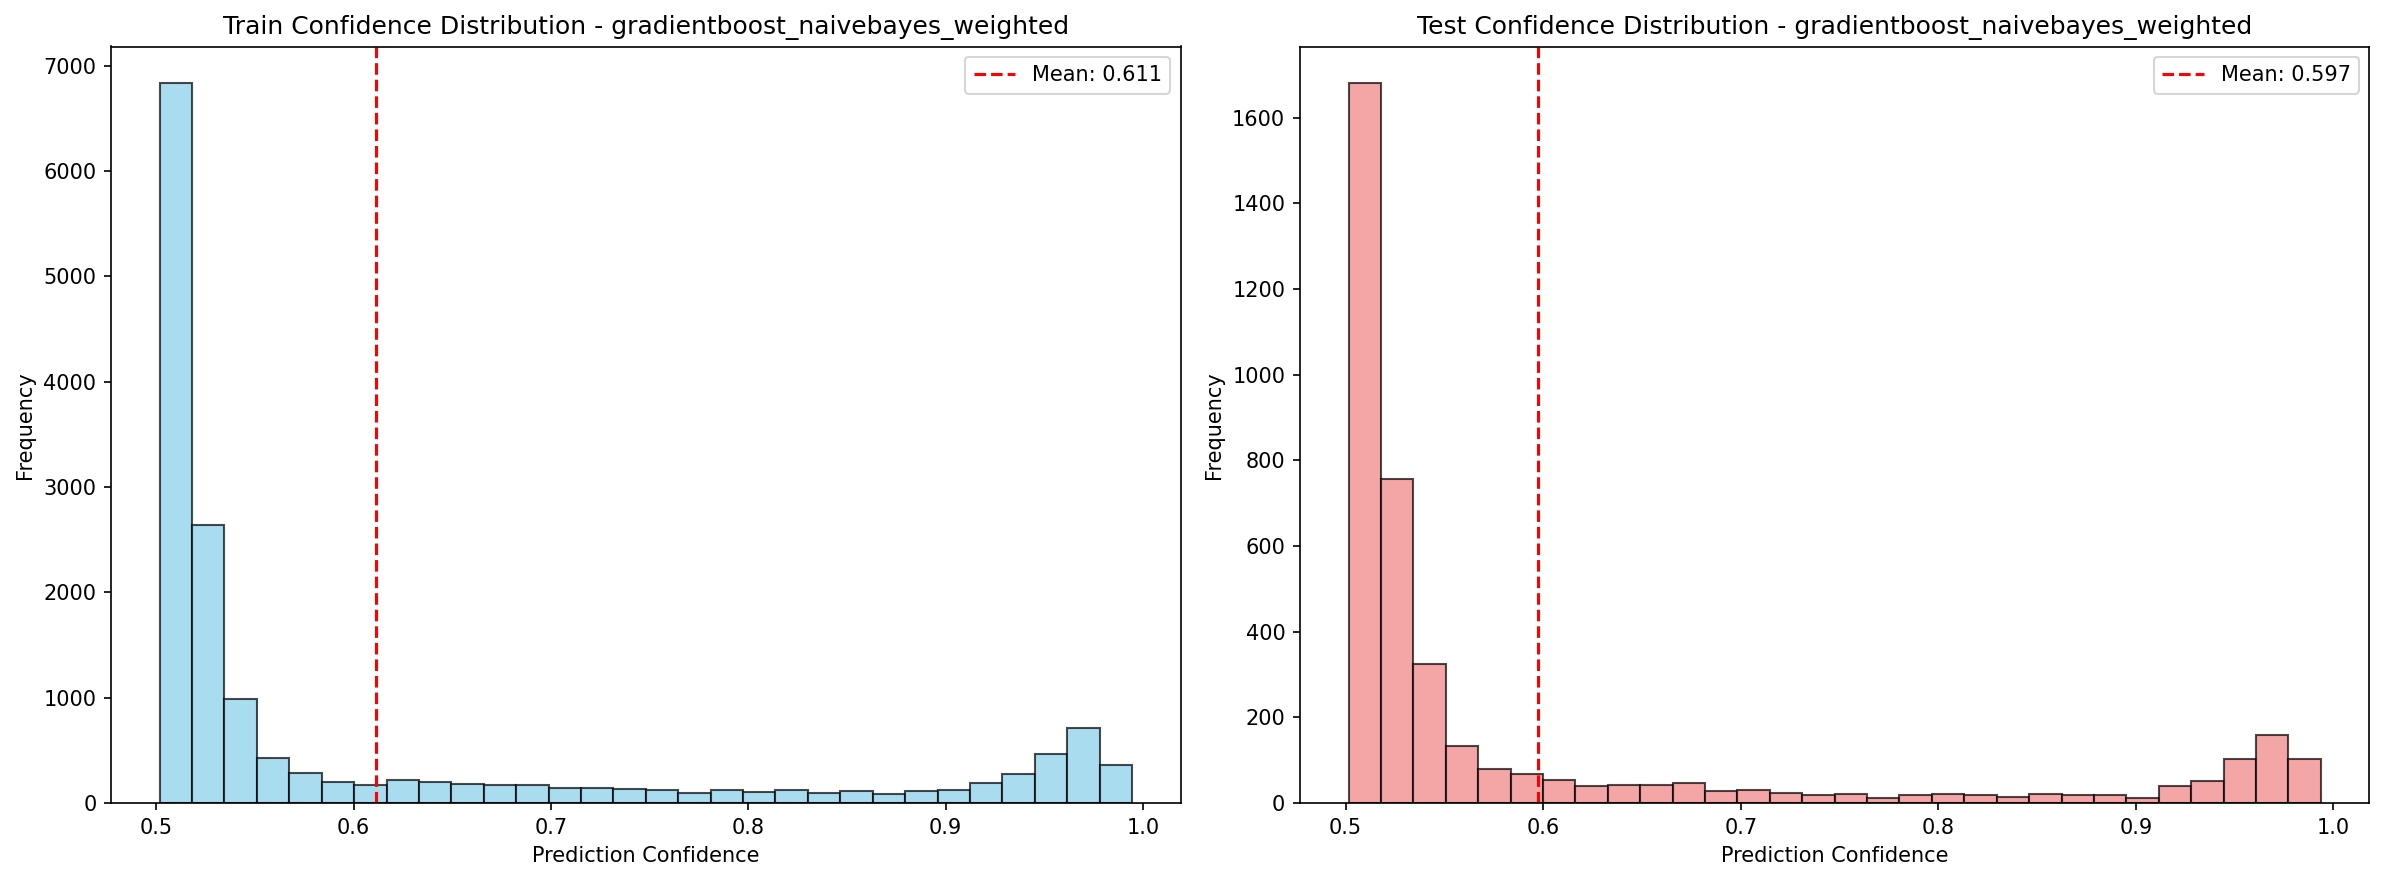 Train Confidence Distribution - gradientboost_naivebayes_weighted
Mean: 0.611
7000
6000
5000
4000
3000
2000
1000
0
Frequency
0.5 0.6 0.7 0.8 0.9 1.0
Prediction Confidence
Test Confidence Distribution - gradientboost_naivebayes_weighted
Mean: 0.597
1600
1400
1200
1000
800
600
400
200
0
Frequency
0.5 0.6 0.7 0.8 0.9 1.0
Prediction Confidence